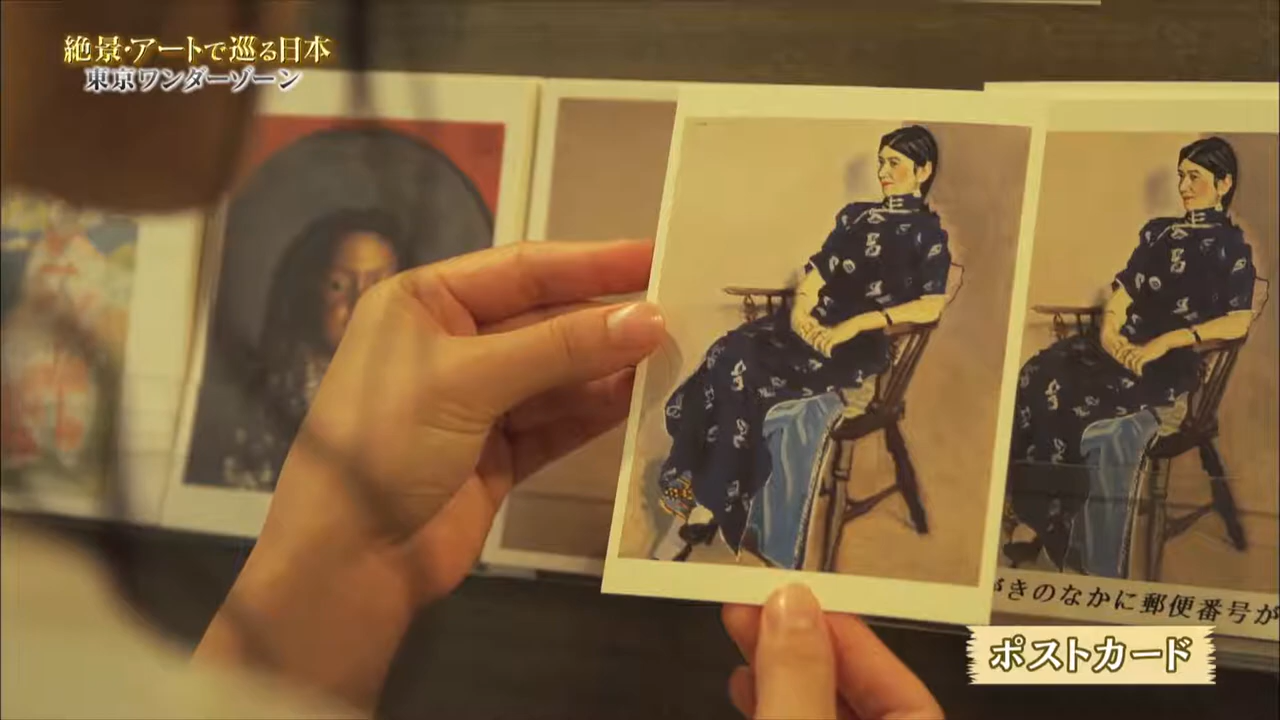 絶景・アートで巡る日本
東京ワンダーゾーン
がきのなかに郵便番号が
ポストカード